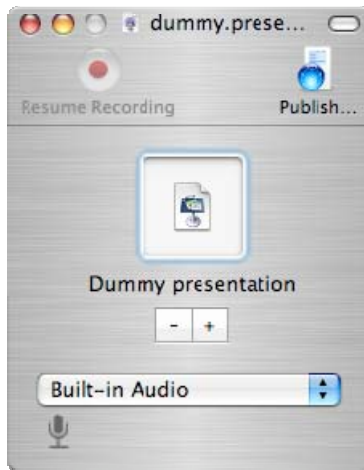 dummy.prese...
Resume Recording
Publish...
Dummy presentation
- +
Built-in Audio